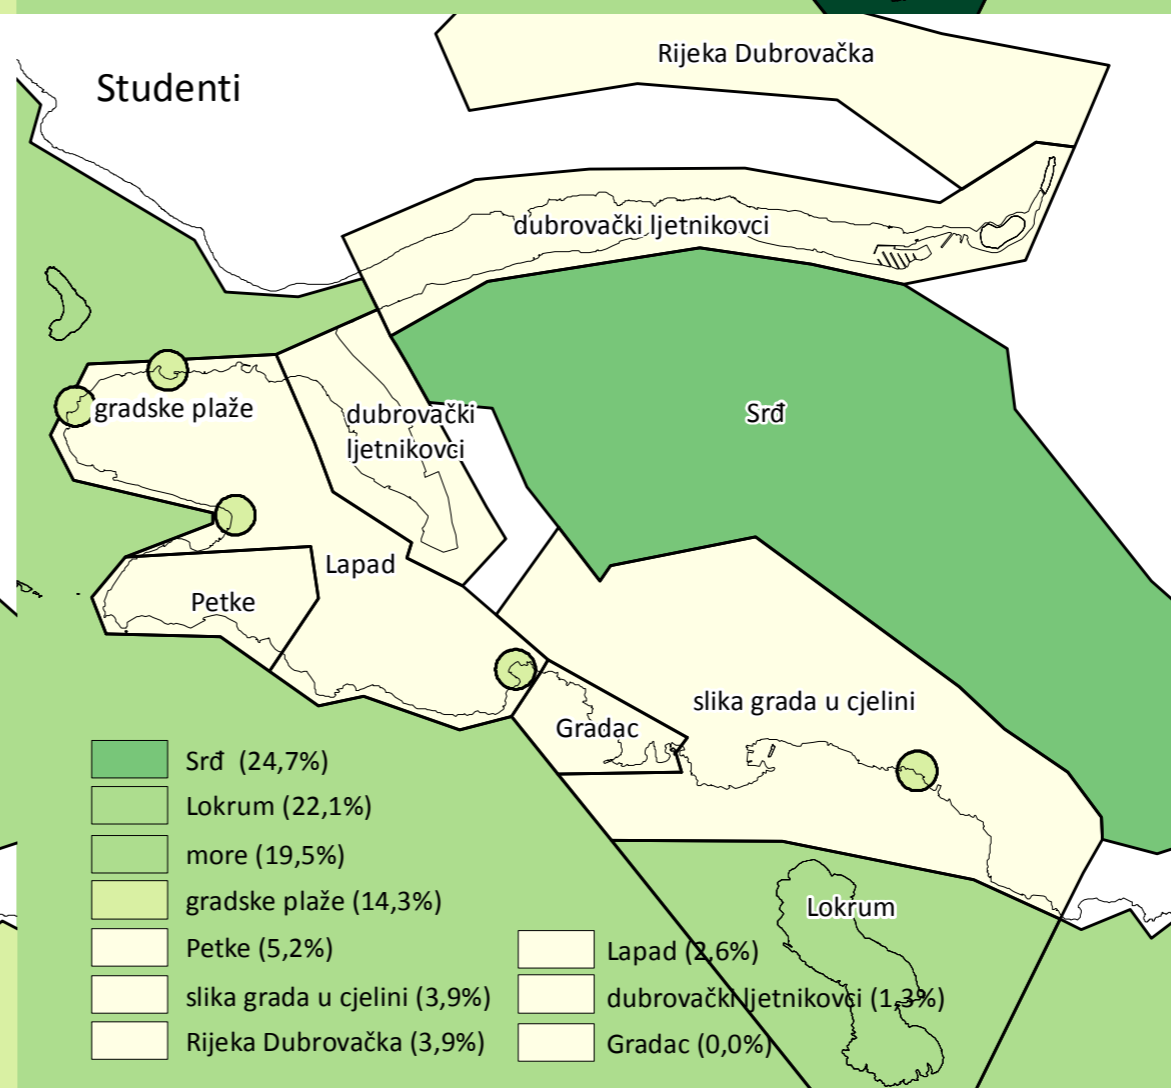 Studenti
Rijeka Dubrovačka
dubrovački ljetnikovci
Srđ
gradske plaže
dubrovački
ljetnikovci
Lapad
Petke
slika grada u cjelini
Gradac
Lokrum
Srđ (24,7%)
Lokrum (22,1%)
more (19,5%)
gradske plaže (14,3%)
Petke (5,2%)
slika grada u cjelini (3,9%)
Rijeka Dubrovačka (3,9%)
Lapad (2,6%)
dubrovački ljetnikovci (1,3%)
Gradac (0,0%)